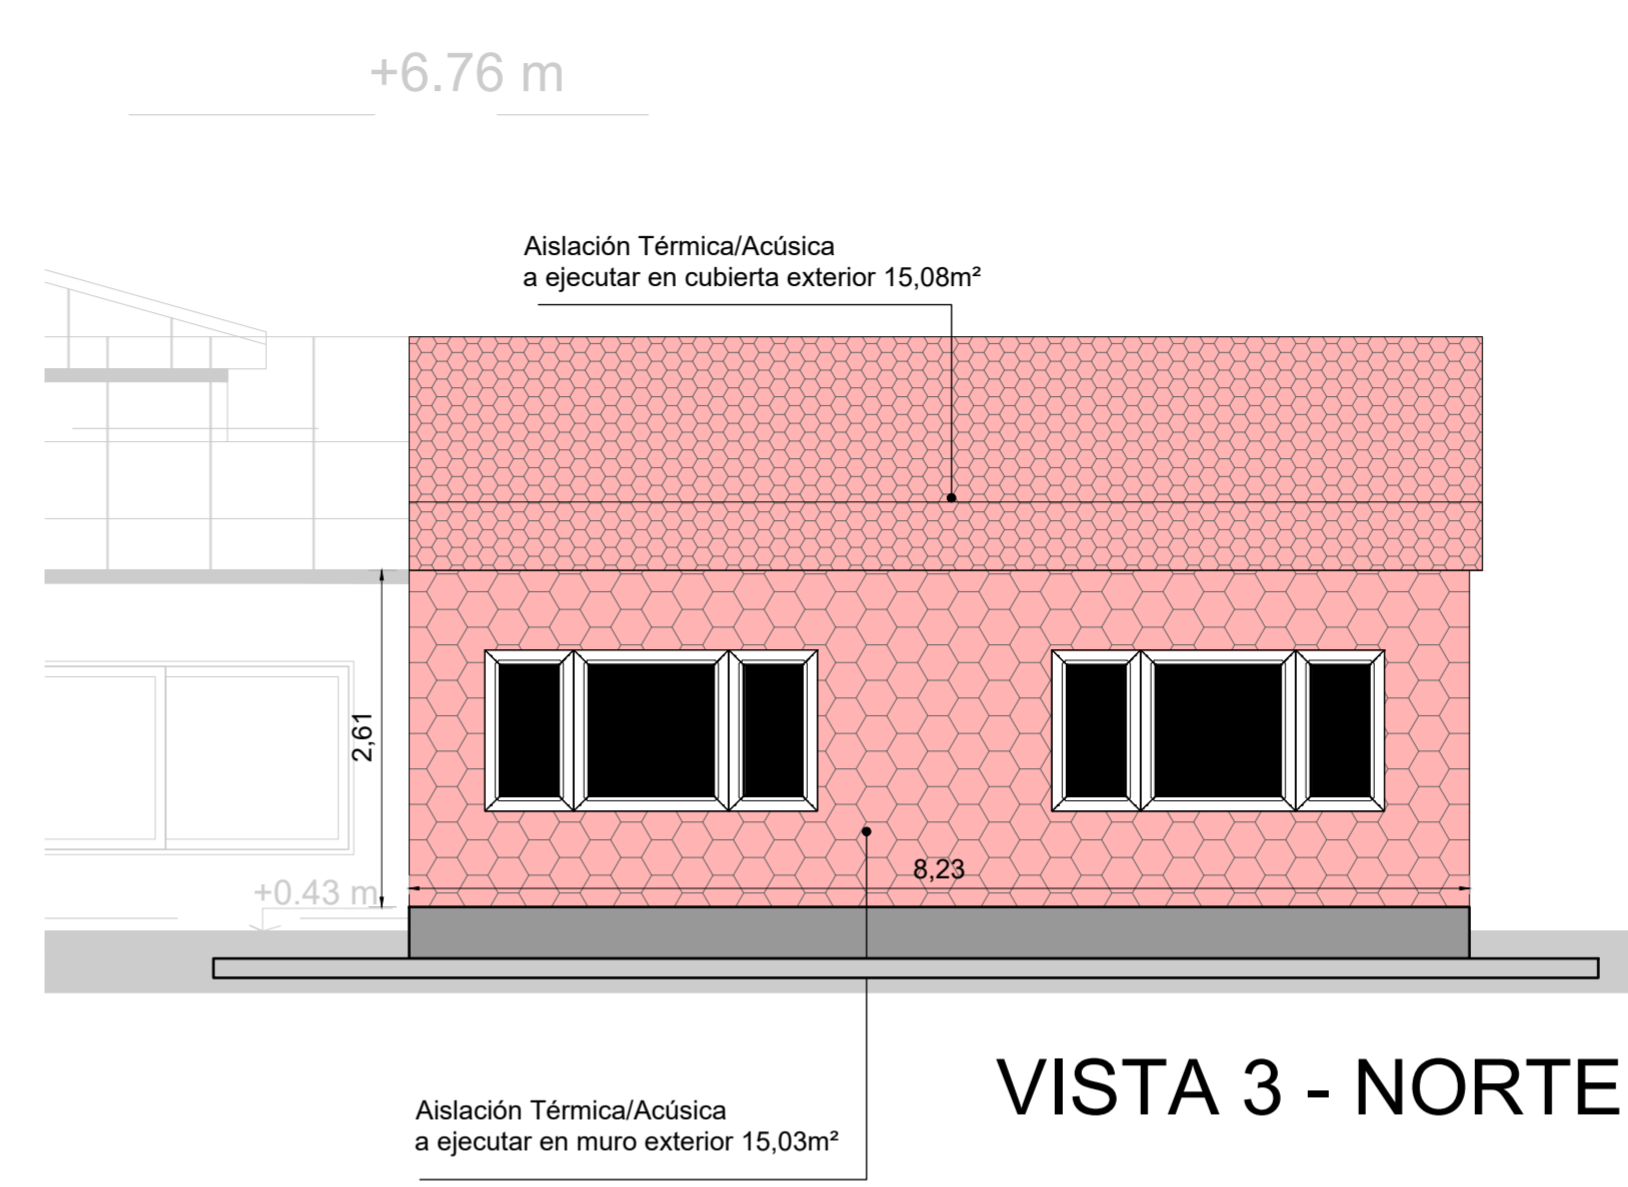 +6.76 m
Aislación Térmica/Acúsica
a ejecutar en cubierta exterior 15,08m²
2,61
8,23
+0.43 m
VISTA 3 - NORTE
Aislación Térmica/Acúsica
a ejecutar en muro exterior 15,03m²